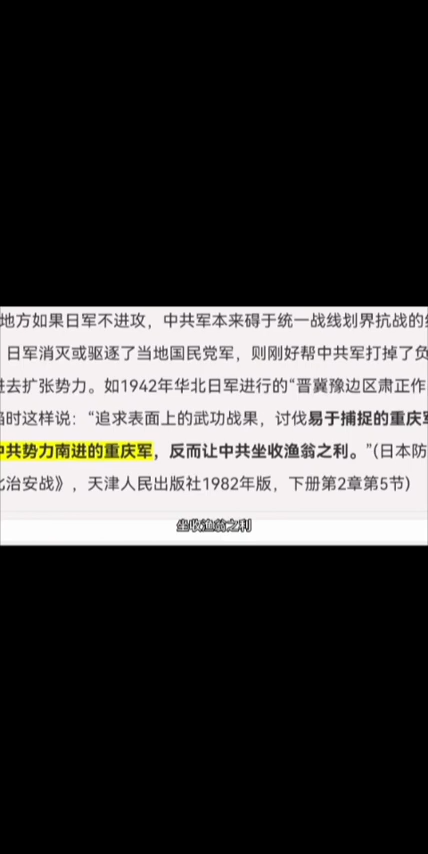 地方如果日军不进攻，中共军本来碍于统一战线划界抗战的
，日军消灭或驱逐了当地国民党军，则刚好帮中共军打掉了
进去扩张势力。如1942年华北日军进行的“晋冀豫边区肃正作
当时这样说：“追求表面上的武功战果，讨伐易于捕捉的重庆军
中共势力南进的重庆军，反而让中共坐收渔翁之利。”(日本防
北治安战》，天津人民出版社1982年版，下册第2章第5节)
坐收渔翁之利